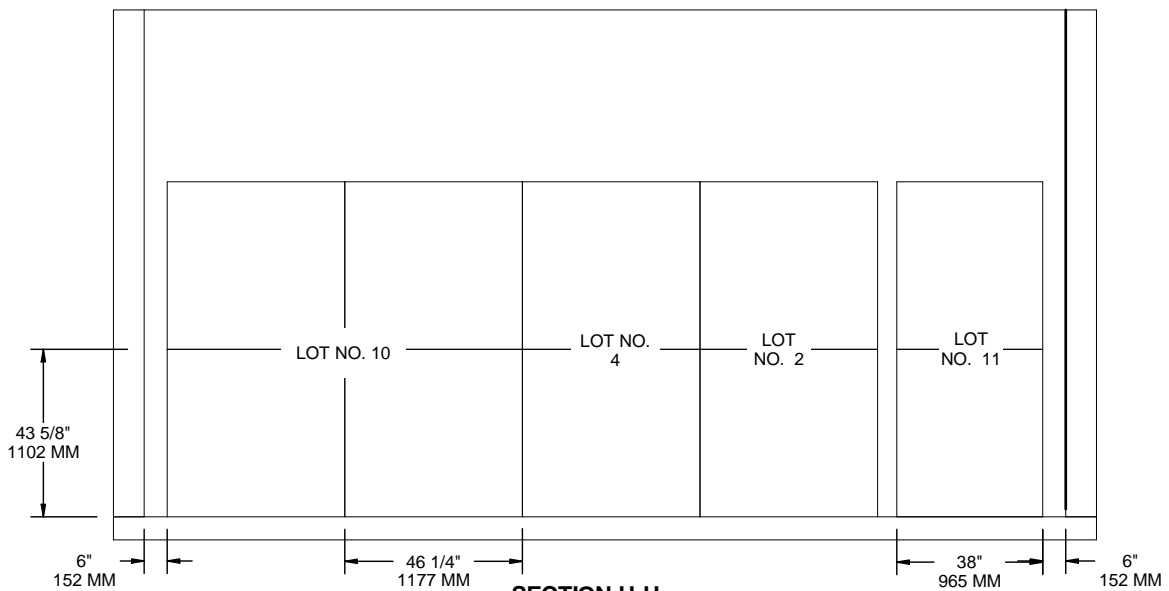 LOT NO. 10
LOT NO.
4
LOT
NO. 2
LOT
NO. 11
43 5/8"
1102 MM
6"
152 MM
46 1/4"
1177 MM
38"
965 MM
6"
152 MM
SECTION H-H